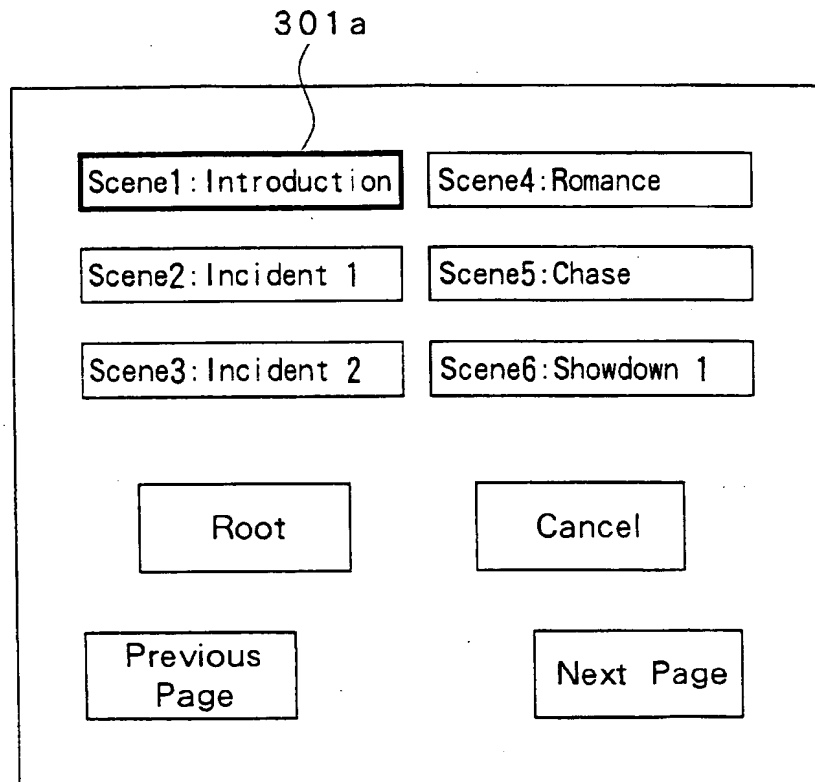 301a
Scene1:Introduction
Scene4:Romance
Scene2:Incident 1
Scene5:Chase
Scene3:Incident 2
Scene6:Showdown 1
Root
Cancel
Previous
Page
Next Page